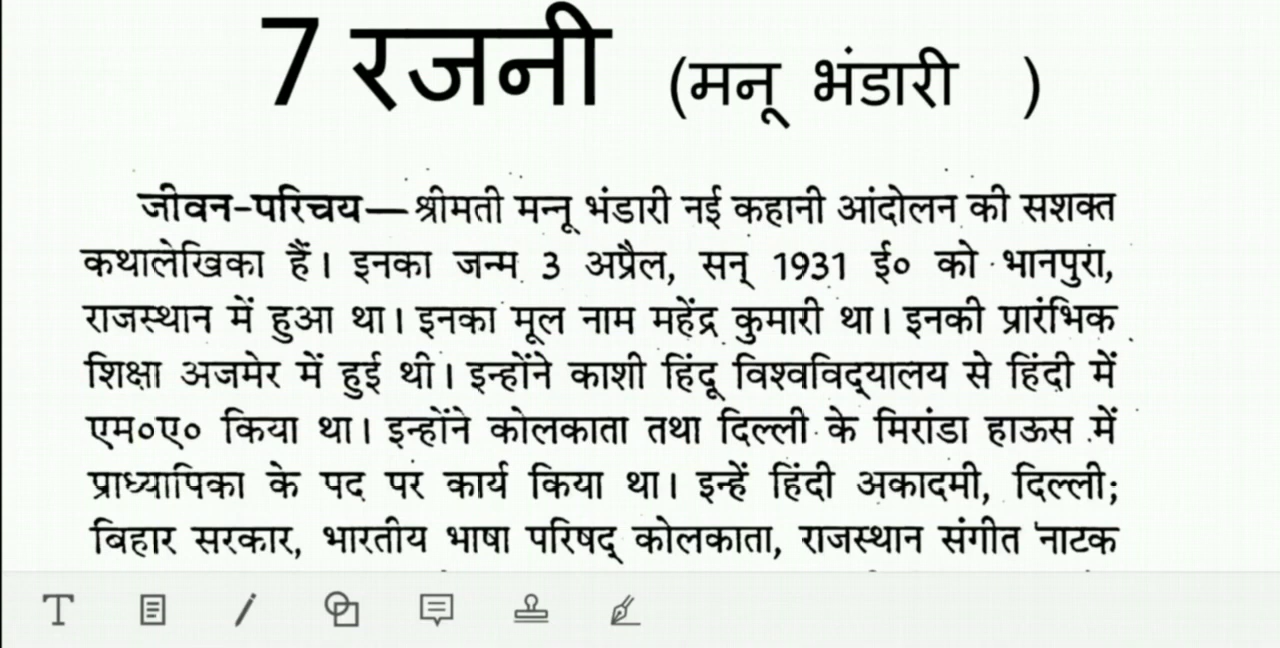 7 रजनी (मनू भंडारी )
जीवन-परिचय—श्रीमती मन्नू भंडारी नई कहानी आंदोलन की सशक्त
कथालेखिका हैं। इनका जन्म 3 अप्रैल, सन् 1931 ई० को भानपुरा,
राजस्थान में हुआ था। इनका मूल नाम महेंद्र कुमारी था। इनकी प्रारंभिक
शिक्षा अजमेर में हुई थी। इन्होंने काशी हिंदू विश्वविद्यालय से हिंदी में
एम०ए० किया था। इन्होंने कोलकाता तथा दिल्ली के मिरांडा हाऊस में
प्राध्यापिका के पद पर कार्य किया था। इन्हें हिंदी अकादमी, दिल्ली;
बिहार सरकार, भारतीय भाषा परिषद् कोलकाता, राजस्थान संगीत नाटक
T